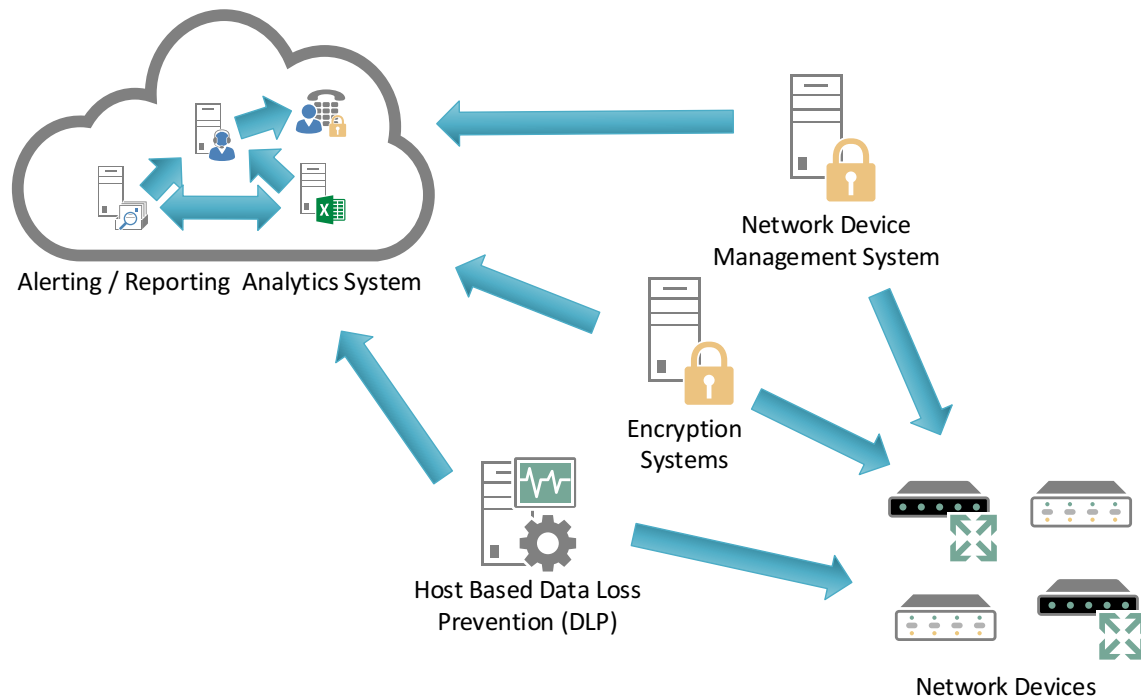 Alerting / Reporting  Analytics System
Network Device
Management System
Encryption
Systems
Host Based Data Loss
Prevention (DLP)
Network Devices
X